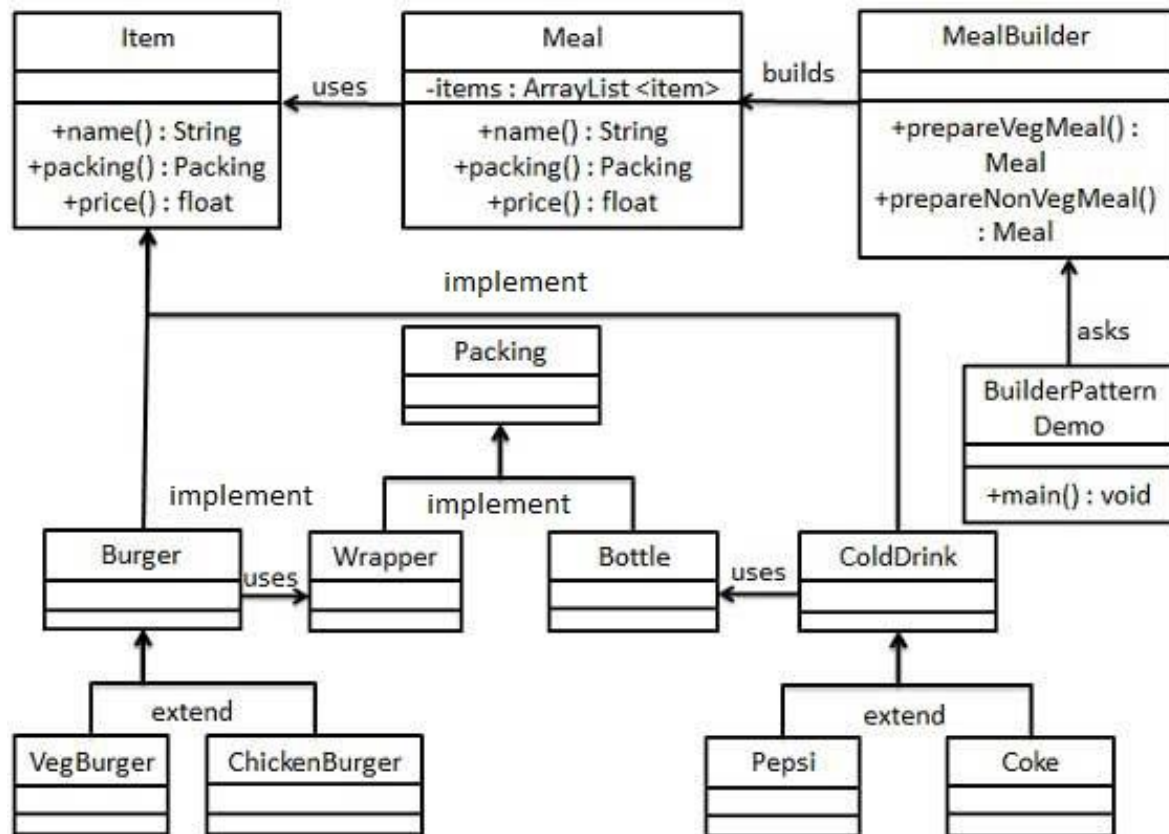 Item
+name() : String
+packing() : Packing
+price() : float
uses
Meal
-items : ArrayList <item>
+name() : String
+packing() : Packing
+price() : float
builds
MealBuilder
+prepareVegMeal() :
Meal
+prepareNonVegMeal()
: Meal
implement
asks
Packing
BuilderPattern
Demo
+main() : void
implement
implement
Burger
uses
Wrapper
Bottle
uses
ColdDrink
extend
extend
VegBurger
ChickenBurger
Pepsi
Coke